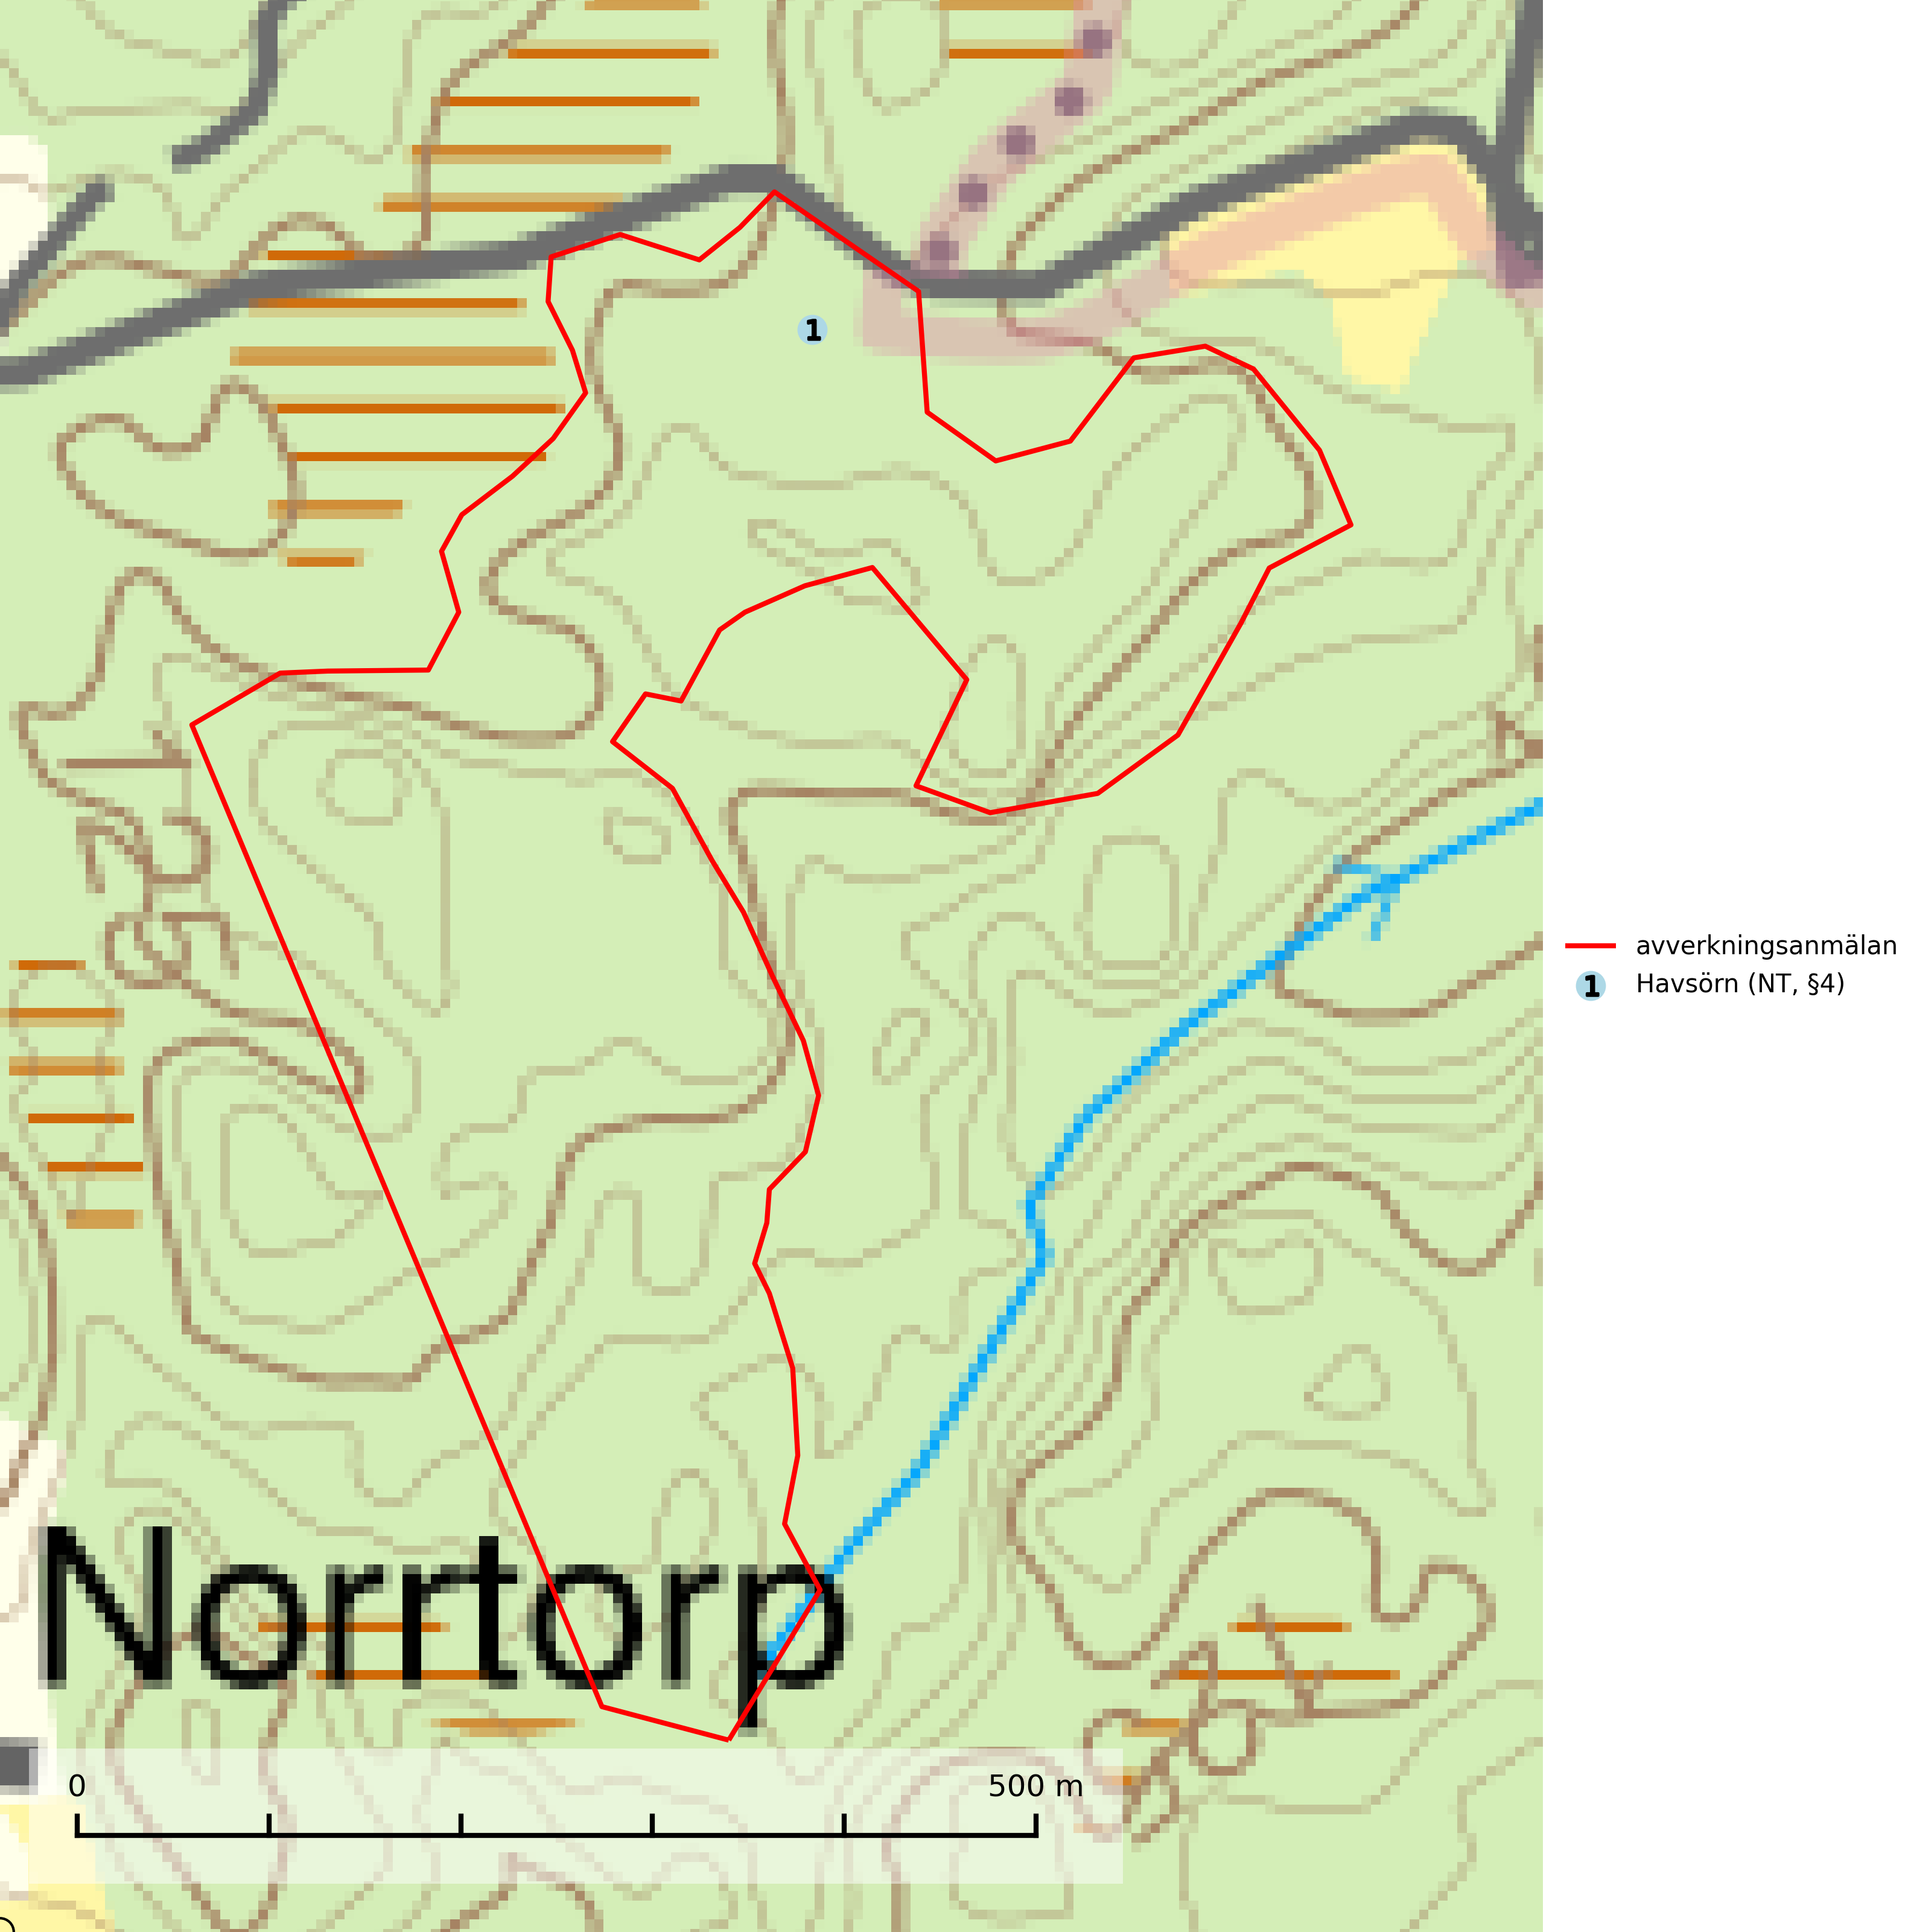 1
avverkningsanmälan
1 Havsörn (NT, §4)
Norrtorp
0 500 m